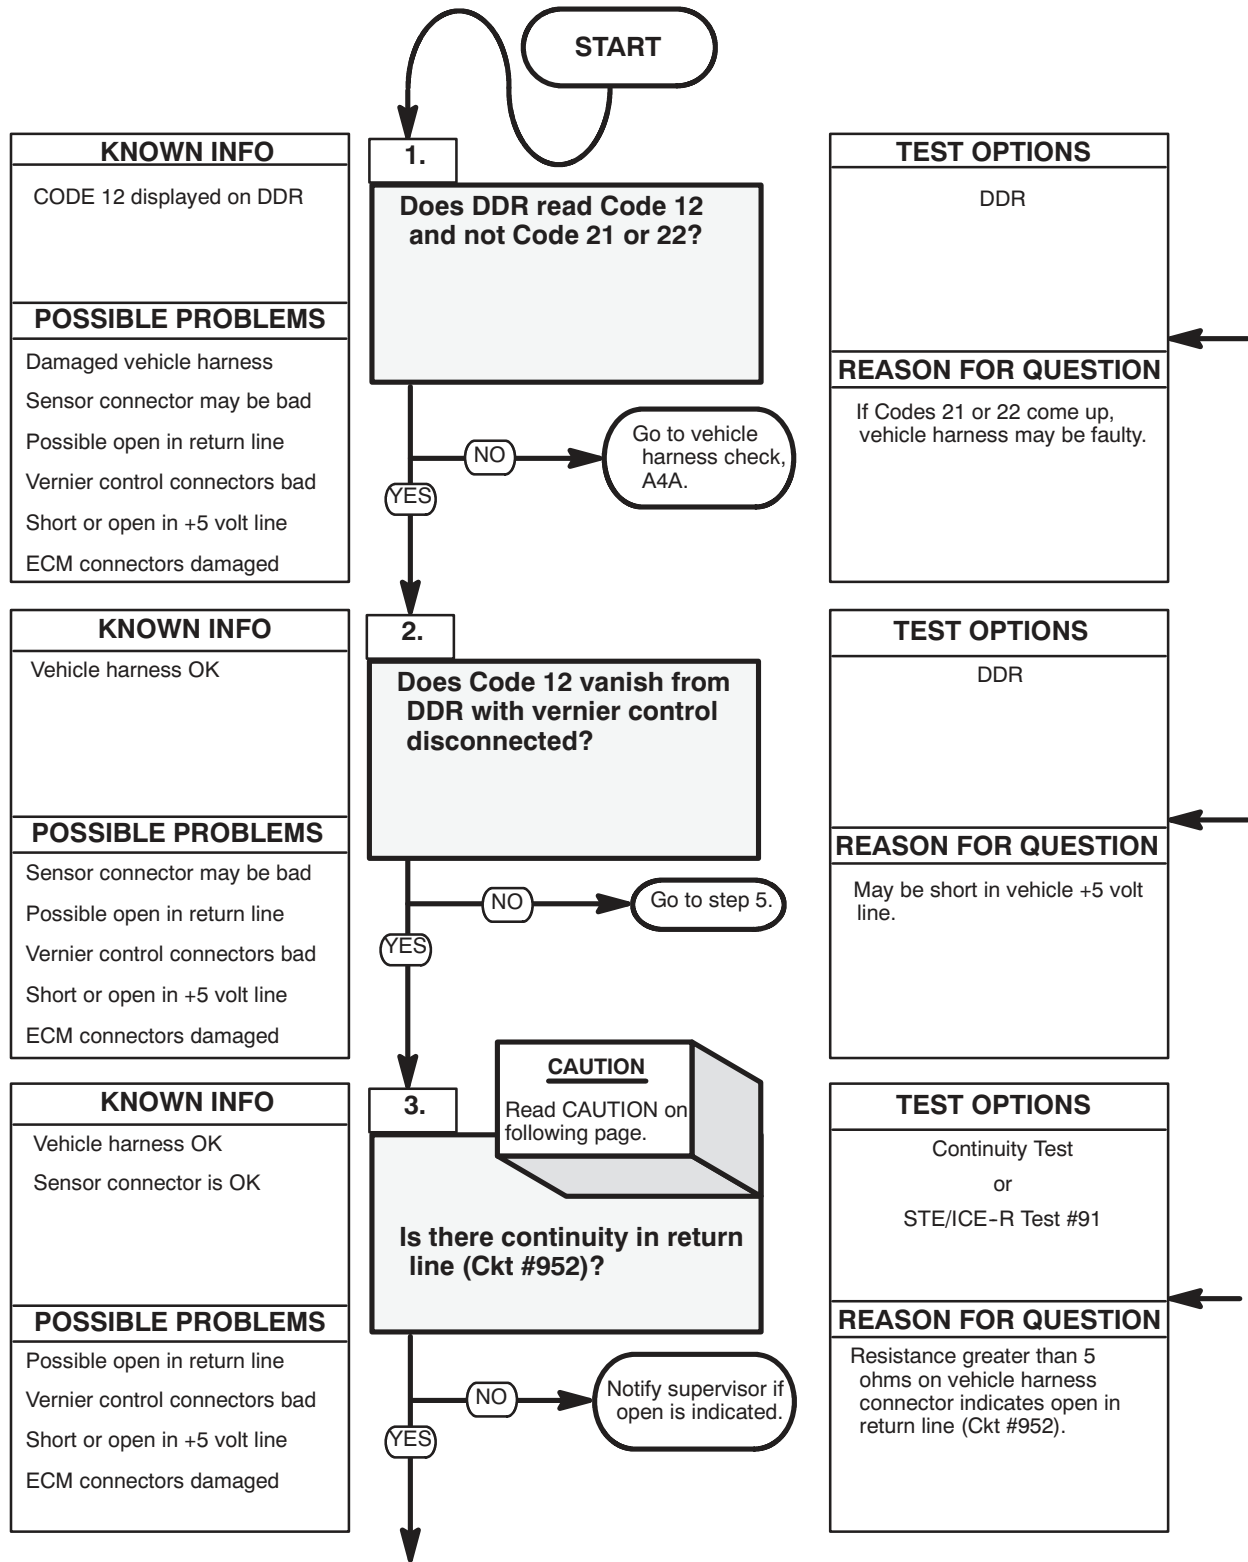 START
KNOWN INFO
CODE 12 displayed on DDR
POSSIBLE PROBLEMS
Damaged vehicle harness
Sensor connector may be bad
Possible open in return line
Vernier control connectors bad
Short or open in +5 volt line
ECM connectors damaged
1.
Does DDR read Code 12
and not Code 21 or 22?
NO
Go to vehicle
harness check,
A4A.
YES
TEST OPTIONS
DDR
REASON FOR QUESTION
If Codes 21 or 22 come up,
vehicle harness may be faulty.
KNOWN INFO
Vehicle harness OK
POSSIBLE PROBLEMS
Sensor connector may be bad
Possible open in return line
Vernier control connectors bad
Short or open in +5 volt line
ECM connectors damaged
2.
Does Code 12 vanish from
DDR with vernier control
disconnected?
NO
Go to step 5.
YES
TEST OPTIONS
DDR
REASON FOR QUESTION
May be short in vehicle +5 volt
line.
KNOWN INFO
Vehicle harness OK
Sensor connector is OK
POSSIBLE PROBLEMS
Possible open in return line
Vernier control connectors bad
Short or open in +5 volt line
ECM connectors damaged
3.
CAUTION
Read CAUTION on
following page.
Is there continuity in return
line (Ckt #952)?
NO
Notify supervisor if
open is indicated.
YES
TEST OPTIONS
Continuity Test
or
STE/ICE-R Test #91
REASON FOR QUESTION
Resistance greater than 5
ohms on vehicle harness
connector indicates open in
return line (Ckt #952).